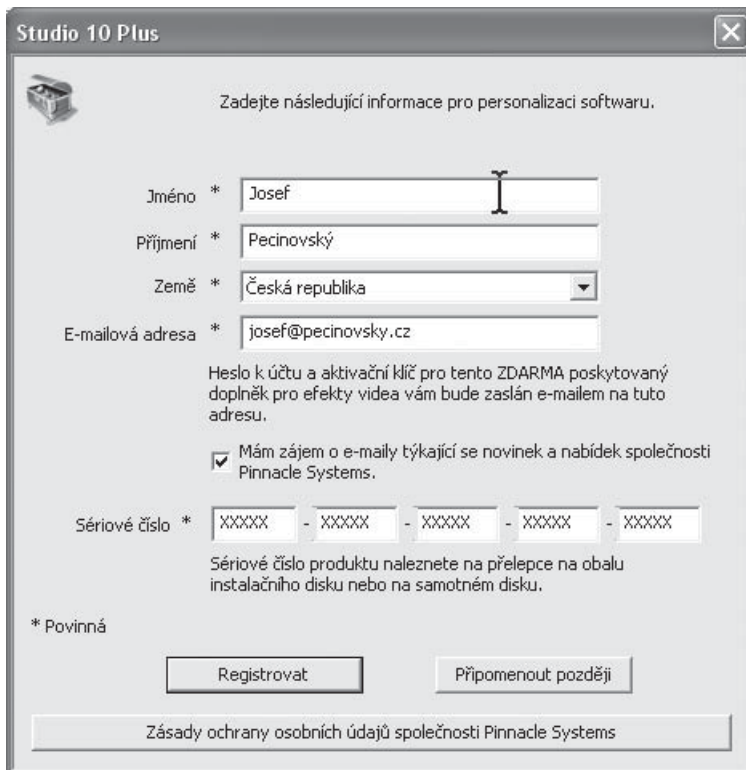 Studio 10 Plus
Zadejte následující informace pro personalizaci softwaru.
Jméno * Josef
Příjmení * Pecinovský
Země * Česká republika
E-mailová adresa * josef@pecinovsky.cz
Heslo k účtu a aktivační klíč pro tento ZDARMA poskytovaný
doplněk pro efekty videa vám bude zaslán e-mailem na tuto
adresu.
Mám zájem o e-maily týkající se novinek a nabídek společnosti
Pinnacle Systems.
Sériové číslo * XXXXX - XXXXX - XXXXX - XXXXX - XXXXX
Sériové číslo produktu naleznete na přelepce na obalu
instalačního disku nebo na samotném disku.
* Povinná
Registrovat Připomenout později
Zásady ochrany osobních údajů společnosti Pinnacle Systems